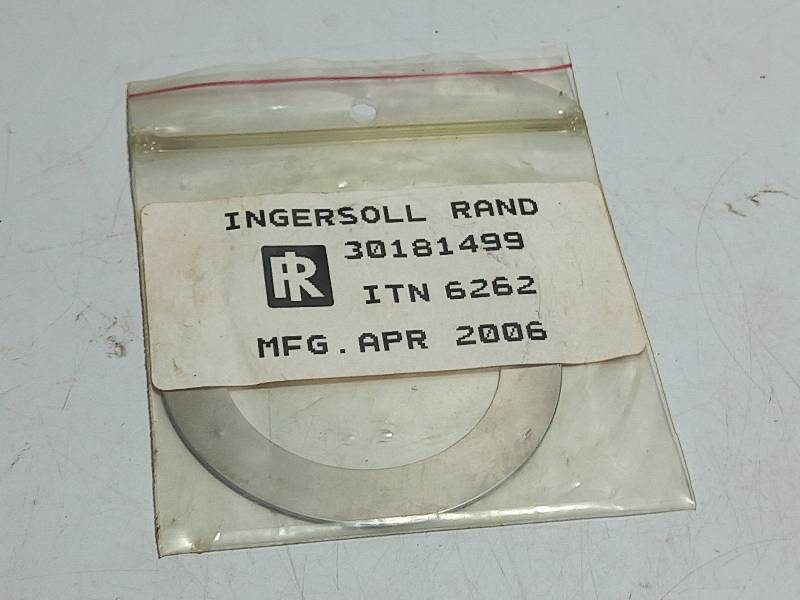 INGERSOLL RAND
30181499
IR
ITN 6262
MFG. APR 2006